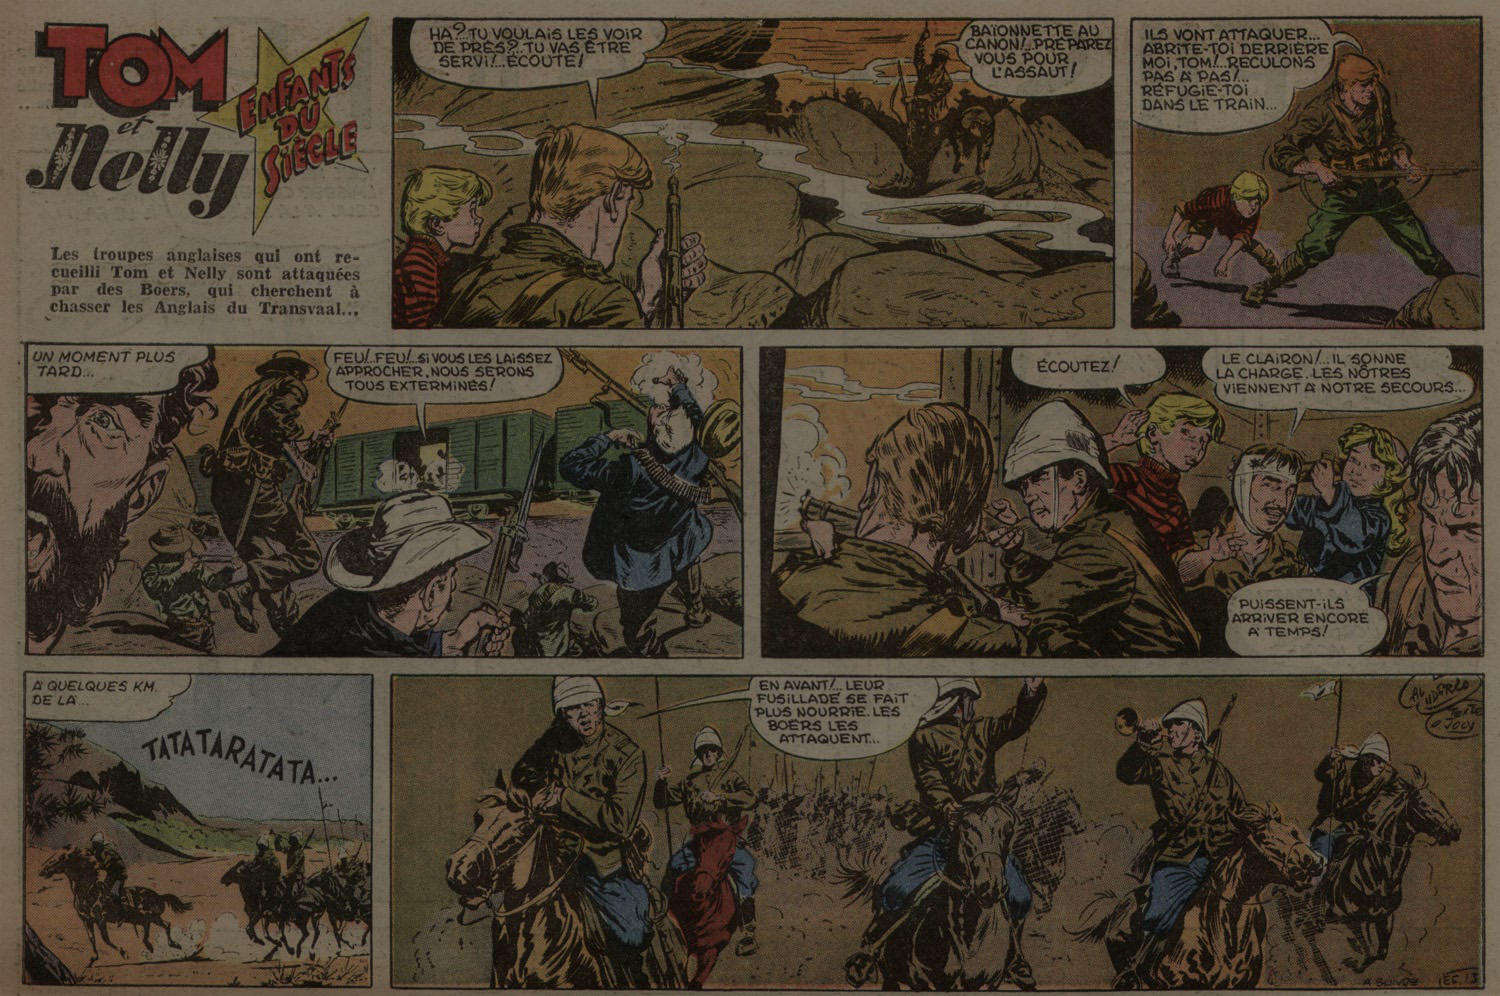 TOM
et
Nelly
ENFANTS
DU
SIÈCLE
Les troupes anglaises qui ont re-
cueilli Tom et Nelly sont attaquées
par des Boers, qui cherchent à
chasser les Anglais du Transvaal...
HA?.. TU VOULAIS LES VOIR
DE PRÈS?.. TU VAS ÊTRE
SERVI!.. ÉCOUTE!
BAÏONNETTE AU
CANON!.. PRÉPAREZ
VOUS POUR
L'ASSAUT!
ILS VONT ATTAQUER...
ABRITE-TOI DERRIÈRE
MOI, TOM!.. RECULONS
PAS À PAS!..
RÉFUGIE-TOI
DANS LE TRAIN...
UN MOMENT PLUS
TARD...
FEU!..FEU!..SI VOUS LES LAISSEZ
APPROCHER, NOUS SERONS
TOUS EXTERMINÉS!
ÉCOUTEZ!
LE CLAIRON!.. IL SONNE
LA CHARGE. LES NÔTRES
VIENNENT À NOTRE SECOURS...
PUISSENT-ILS
ARRIVER ENCORE
À TEMPS!
À QUELQUES KM.
DE LÀ...
TATATARATATA...
EN AVANT!.. LEUR
FUSILLADE SE FAIT
PLUS NOURRIE. LES
BOERS LES
ATTAQUENT...
TEXTE
O. JOLY
A SUIVRE